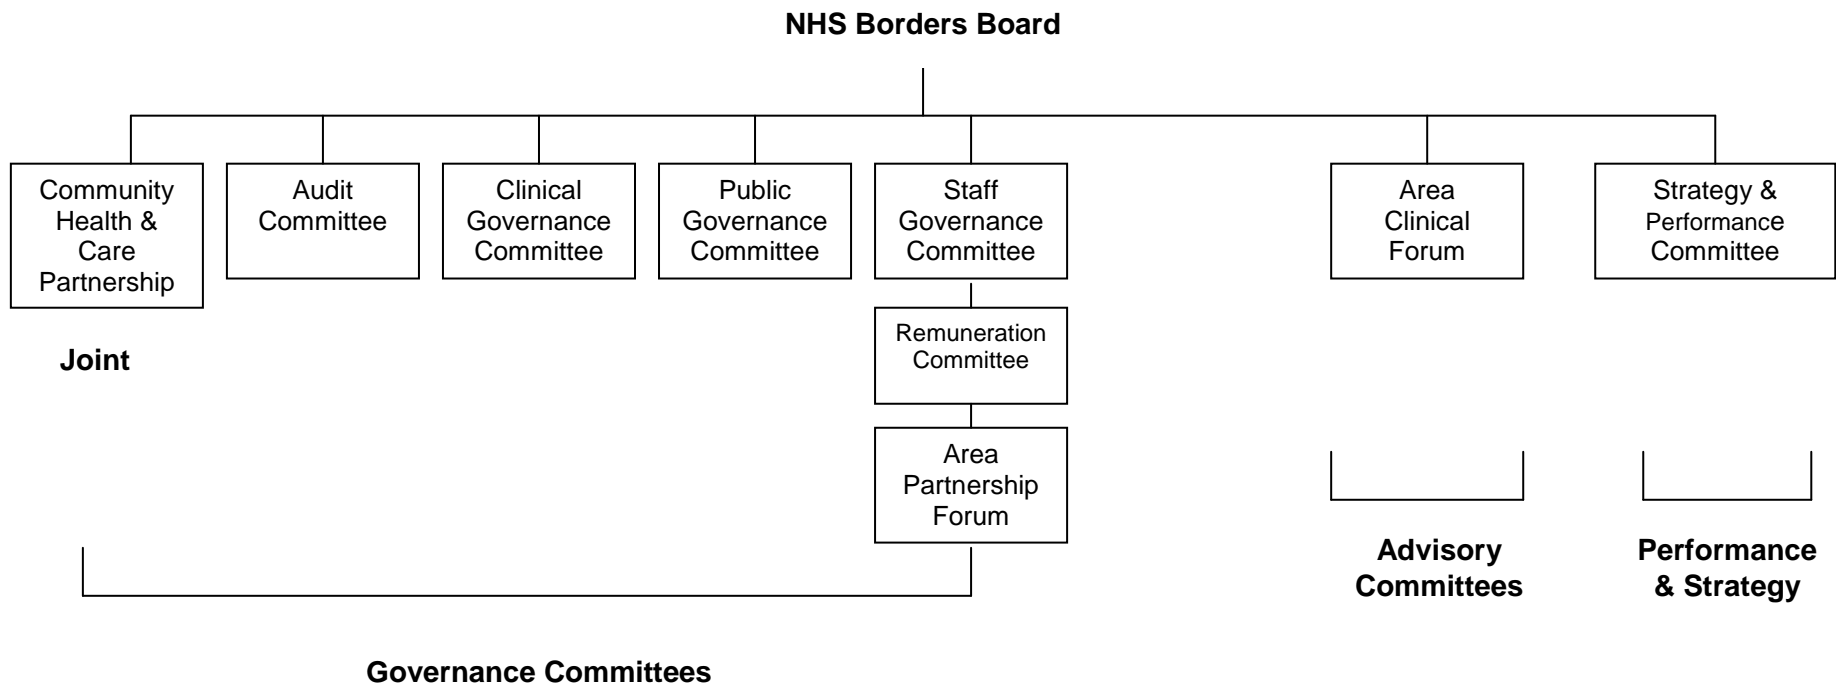 NHS Borders Board
Community
Health &
Care
Partnership
Audit
Committee
Clinical
Governance
Committee
Public
Governance
Committee
Staff
Governance
Committee
Area
Clinical
Forum
Strategy &
Performance
Committee
Joint
Remuneration
Committee
Area
Partnership
Forum
Advisory
Committees
Performance
& Strategy
Governance Committees